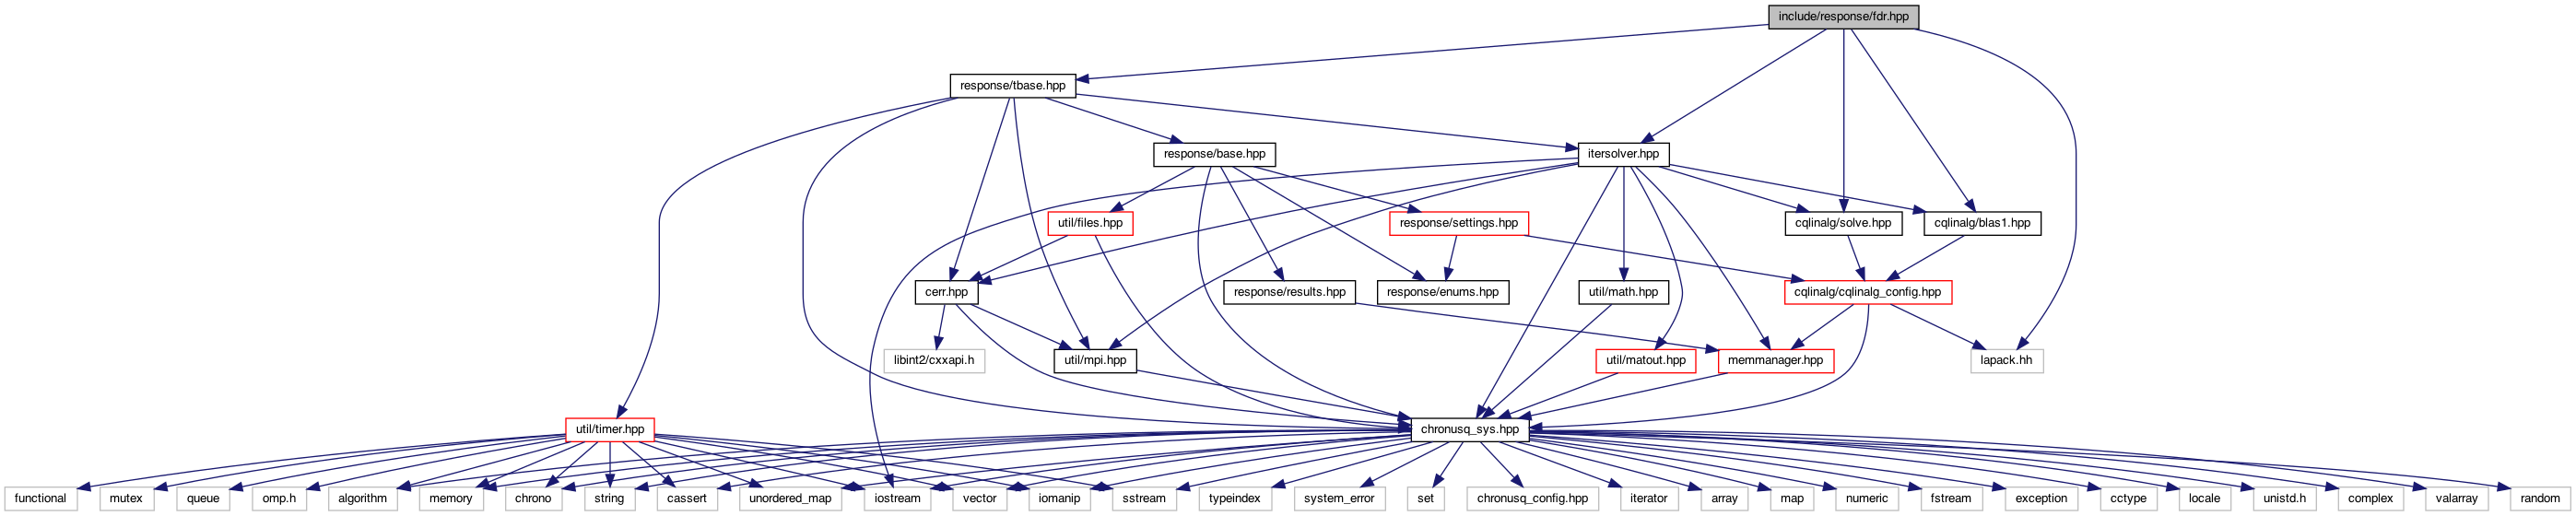 include/response/fdr.hpp
response/tbase.hpp
response/base.hpp
itersolver.hpp
util/files.hpp
response/settings.hpp
cqlinalg/solve.hpp
cqlinalg/blas1.hpp
cerr.hpp
response/results.hpp
response/enums.hpp
util/math.hpp
cqlinalg/cqlinalg_config.hpp
libint2/cxxapi.h
util/mpi.hpp
util/matout.hpp
memmanager.hpp
lapack.hh
util/timer.hpp
chronusq_sys.hpp
functional
mutex
queue
omp.h
algorithm
memory
chrono
string
cassert
unordered_map
iostream
vector
iomanip
sstream
typeindex
system_error
set
chronusq_config.hpp
iterator
array
map
numeric
fstream
exception
cctype
locale
unistd.h
complex
valarray
random